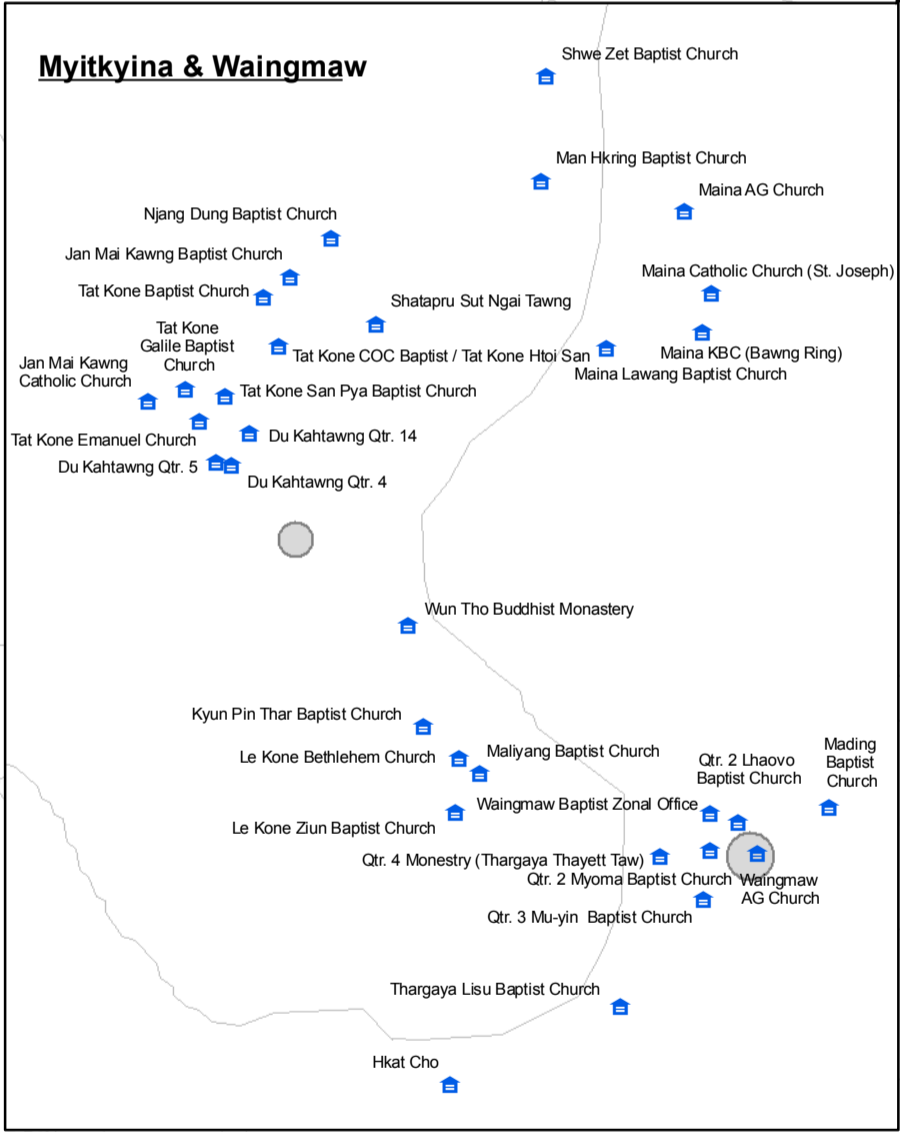 Myitkyina & Waingmaw
Shwe Zet Baptist Church
Man Hkring Baptist Church
Maina AG Church
Njang Dung Baptist Church
Jan Mai Kawng Baptist Church
Maina Catholic Church (St. Joseph)
Tat Kone Baptist Church
Shatapru Sut Ngai Tawng
Tat Kone
Galile Baptist
Church
Tat Kone COC Baptist / Tat Kone Htoi San
Maina KBC (Bawng Ring)
Jan Mai Kawng
Catholic Church
Maina Lawang Baptist Church
Tat Kone San Pya Baptist Church
Tat Kone Emanuel Church
Du Kahtawng Qtr. 14
Du Kahtawng Qtr. 5
Du Kahtawng Qtr. 4
Wun Tho Buddhist Monastery
Kyun Pin Thar Baptist Church
Le Kone Bethlehem Church
Maliyang Baptist Church
Qtr. 2 Lhaovo
Baptist Church
Mading
Baptist
Church
Waingmaw Baptist Zonal Office
Le Kone Ziun Baptist Church
Qtr. 4 Monestry (Thargaya Thayett Taw)
Qtr. 2 Myoma Baptist Church
Waingmaw
AG Church
Qtr. 3 Mu-yin Baptist Church
Thargaya Lisu Baptist Church
Hkat Cho